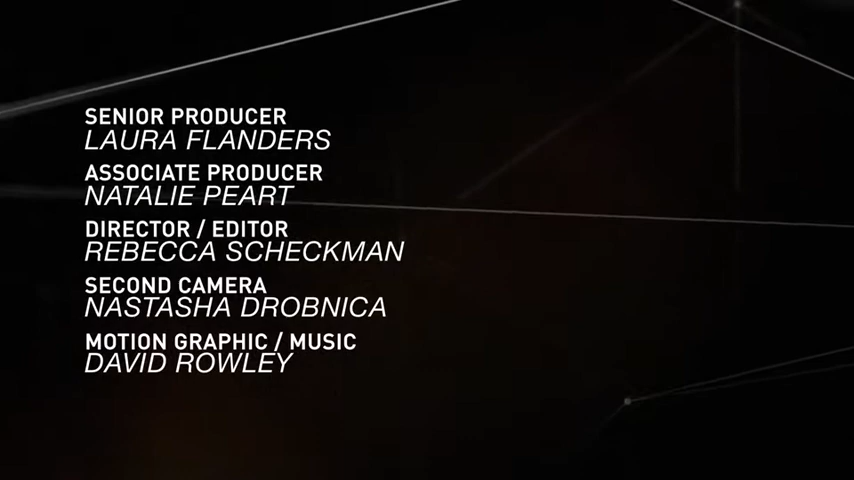 SENIOR PRODUCER
LAURA FLANDERS
ASSOCIATE PRODUCER
NATALIE PEART
DIRECTOR / EDITOR
REBECCA SCHECKMAN
SECOND CAMERA
NASTASHA DROBNICA
MOTION GRAPHIC / MUSIC
DAVID ROWLEY